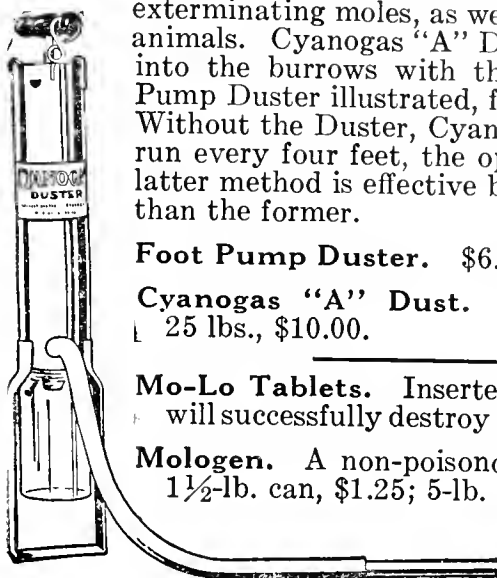 exterminating moles, as we
animals. Cyanogas "A" D
into the burrows with th
Pump Duster illustrated, f
Without the Duster, Cyan
run every four feet, the o
latter method is effective b
than the former.
Foot Pump Duster. $6.
Cyanogas "A" Dust.
25 lbs., $10.00.
Mo-Lo Tablets. Inserte
will successfully destroy
Mologen. A non-poisono
1½-lb. can, $1.25; 5-lb.
CYANOGAS
DUSTER